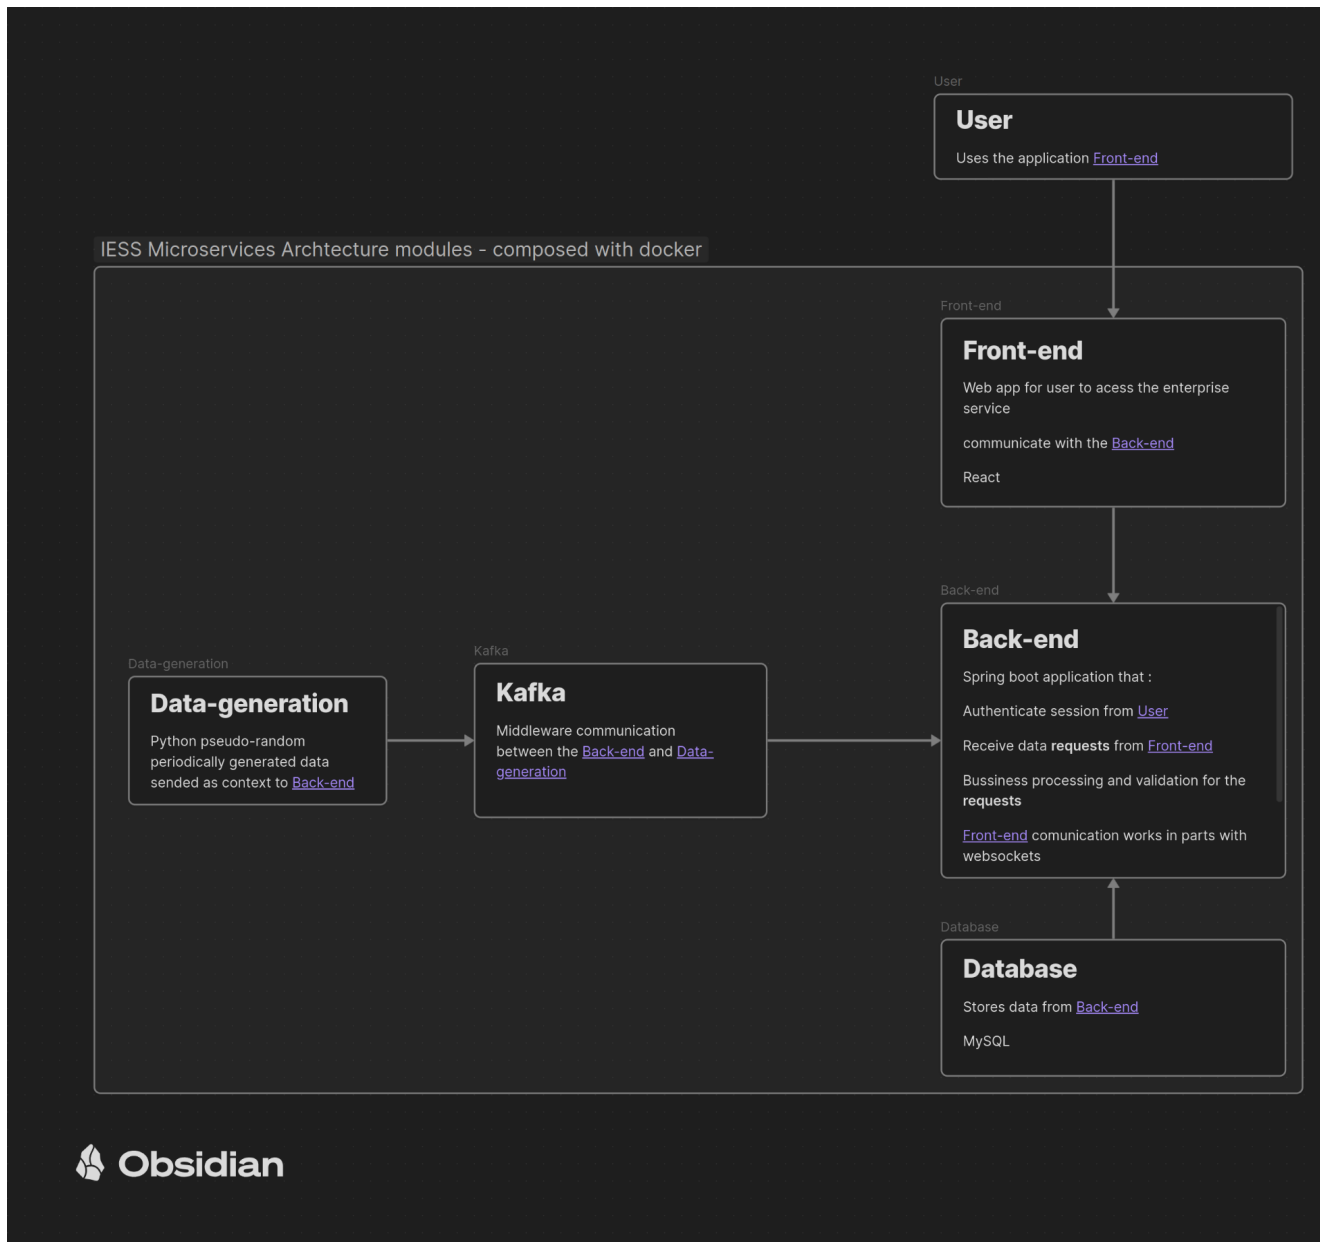 User
User
Uses the application Front-end
IESS Microservices Archtecture modules - composed with docker
Front-end
Front-end
Web app for user to acess the enterprise
service
communicate with the Back-end
React
Back-end
Back-end
Spring boot application that :
Authenticate session from User
Receive data requests from Front-end
Bussiness processing and validation for the
requests
Front-end comunication works in parts with
websockets
Data-generation
Data-generation
Python pseudo-random
periodically generated data
sended as context to Back-end
Kafka
Kafka
Middleware communication
between the Back-end and Data-
generation
Database
Database
Stores data from Back-end
MySQL
Obsidian